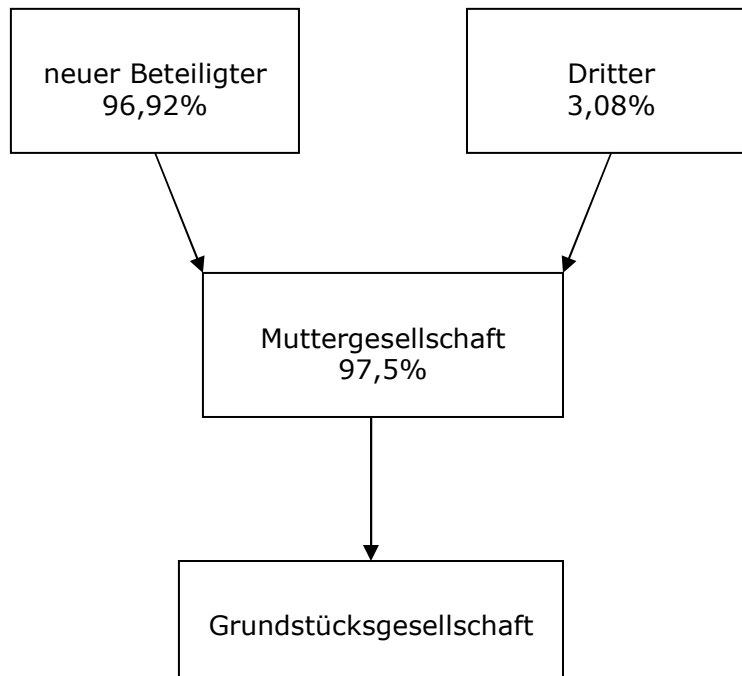 neuer Beteiligter
96,92%
Dritter
3,08%
Muttergesellschaft
97,5%
Grundstücksgesellschaft